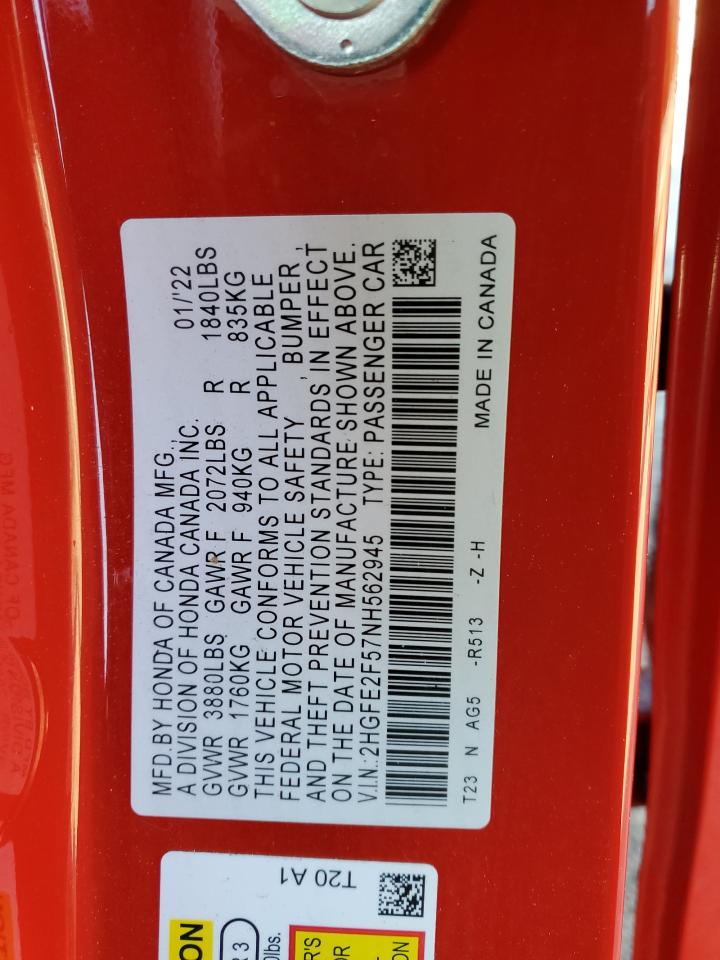 MFD.BY HONDA OF CANADA MFG.,
A DIVISION OF HONDA CANADA INC. 01/'22
GVWR 3880LBS GAWR F 2072LBS R 1840LBS
GVWR 1760KG GAWR F 940KG R 835KG
THIS VEHICLE CONFORMS TO ALL APPLICABLE
FEDERAL MOTOR VEHICLE SAFETY , BUMPER ,
AND THEFT PREVENTION STANDARDS IN EFFECT
ON THE DATE OF MANUFACTURE SHOWN ABOVE.
V.I.N.:2HGFE2F57NH562945 TYPE: PASSENGER CAR
T23 N AG5 -R513 -Z -H MADE IN CANADA
T20 A1